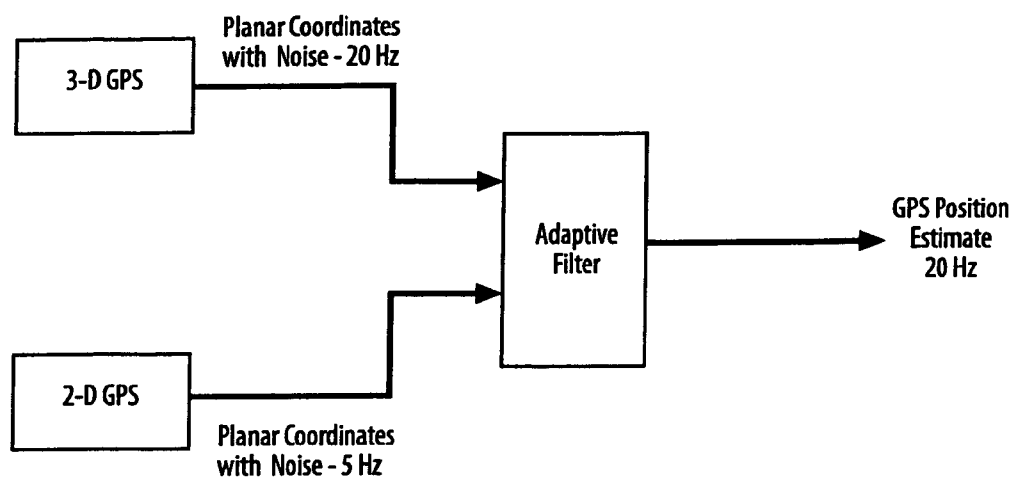 Planar Coordinates
with Noise - 20 Hz
3-D GPS
Adaptive
Filter
GPS Position
Estimate
20 Hz
2-D GPS
Planar Coordinates
with Noise - 5 Hz